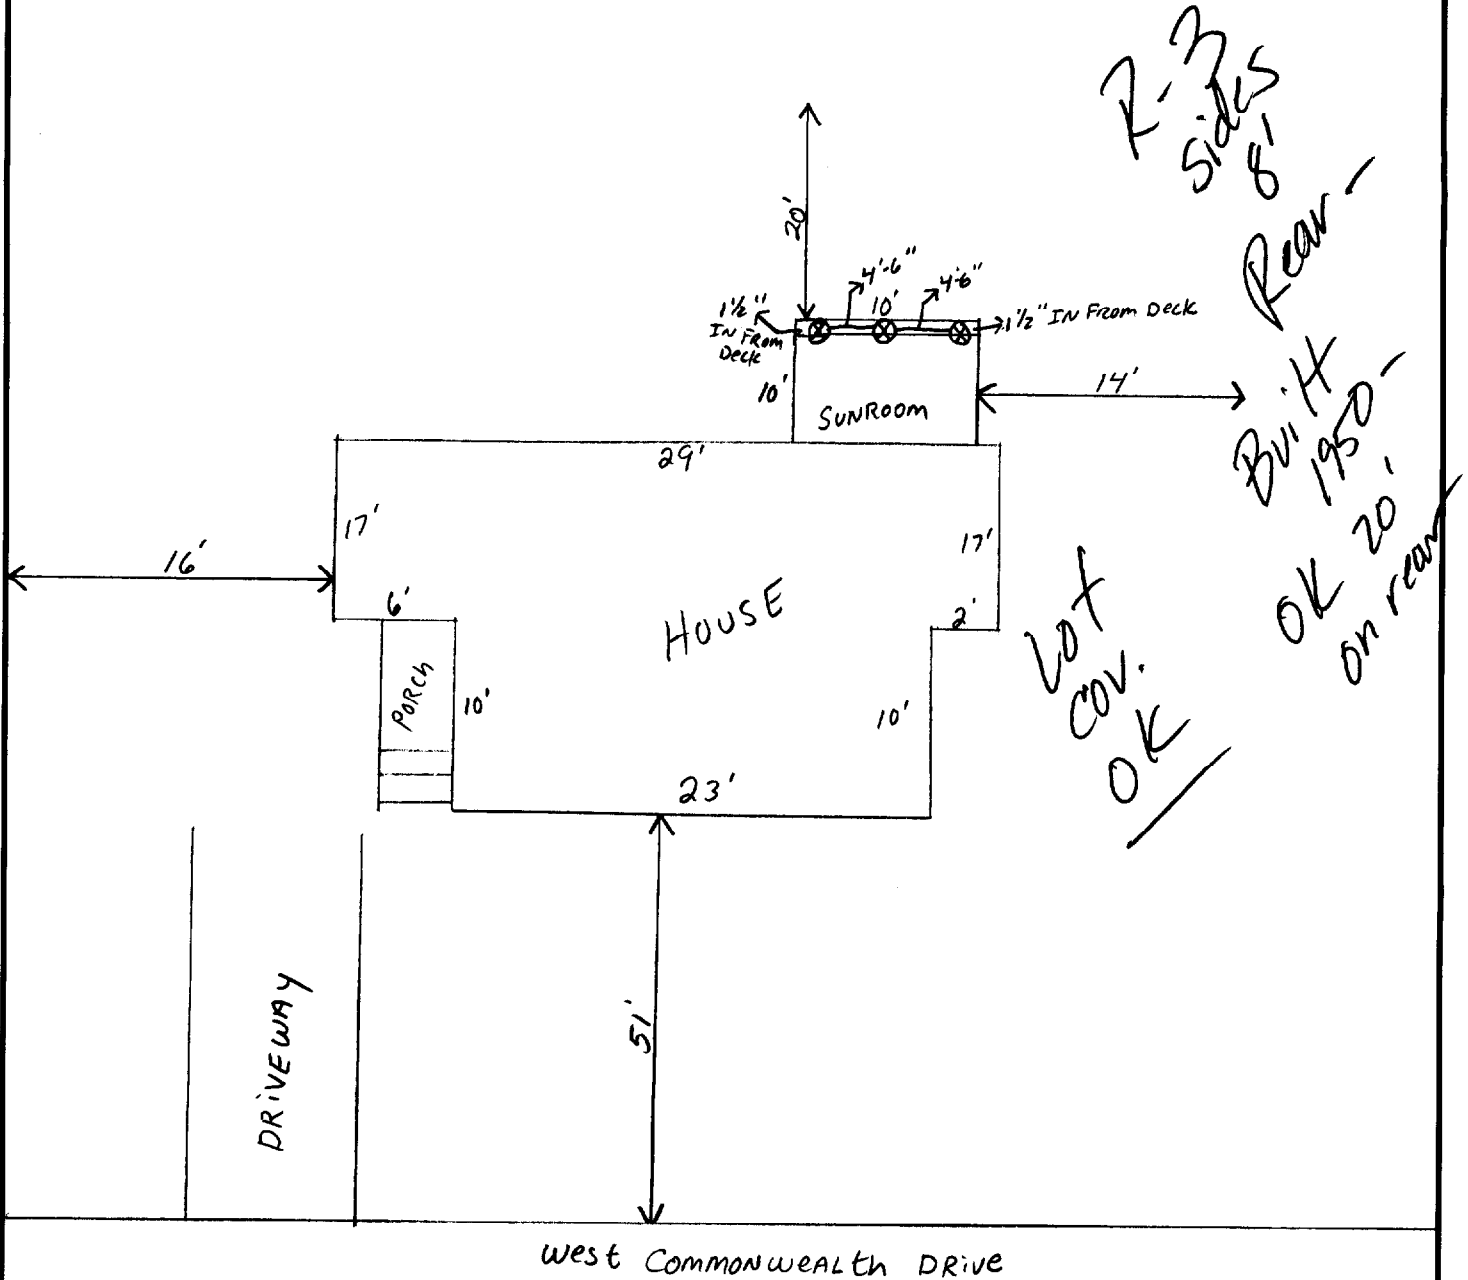 R-3
sides
8'
Rear -
Built
1950 -
OK 20'
on rear
20'
4'-6"
4'6"
10'
1½"
IN FROM
Deck
1½" IN FROM Deck
10'
SUNROOM
14'
29'
17'
17'
16'
6'
2'
HOUSE
PORCh
10'
10'
Lot
cov.
OK
23'
51'
DRiVEWAY
West COMMONWEALth DRivE